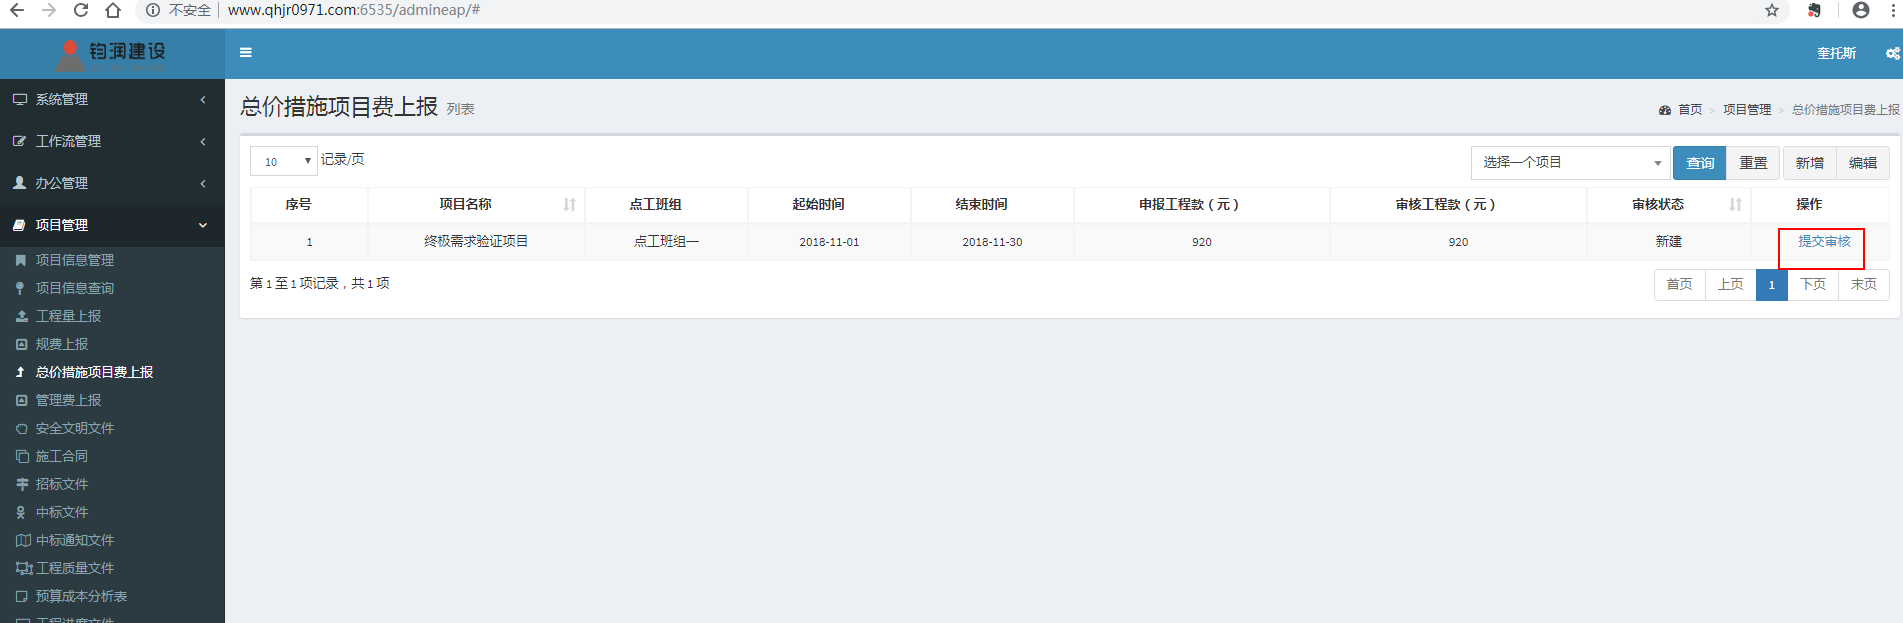 不安全 | www.qhjr0971.com:6535/admineap/#
钧润建设
奎托斯
系统管理
工作流管理
办公管理
项目管理
项目信息管理
项目信息查询
工程量上报
规费上报
总价措施项目费上报
管理费上报
安全文明文件
施工合同
招标文件
中标文件
中标通知文件
工程质量文件
预算成本分析表
工程进度文件
总价措施项目费上报 列表
首页 > 项目管理 > 总价措施项目费上报
10 记录/页
选择一个项目 查询 重置 新增 编辑
序号 项目名称 点工班组 起始时间 结束时间 申报工程款（元） 审核工程款（元） 审核状态 操作
1 终极需求验证项目 点工班组一 2018-11-01 2018-11-30 920 920 新建 提交审核
第 1 至 1 项记录，共 1 项
首页 上页 1 下页 末页